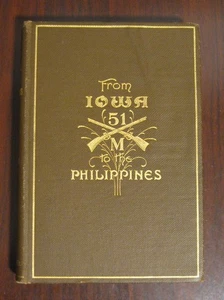 From
IOWA
51
M
to the
PHILIPPINES